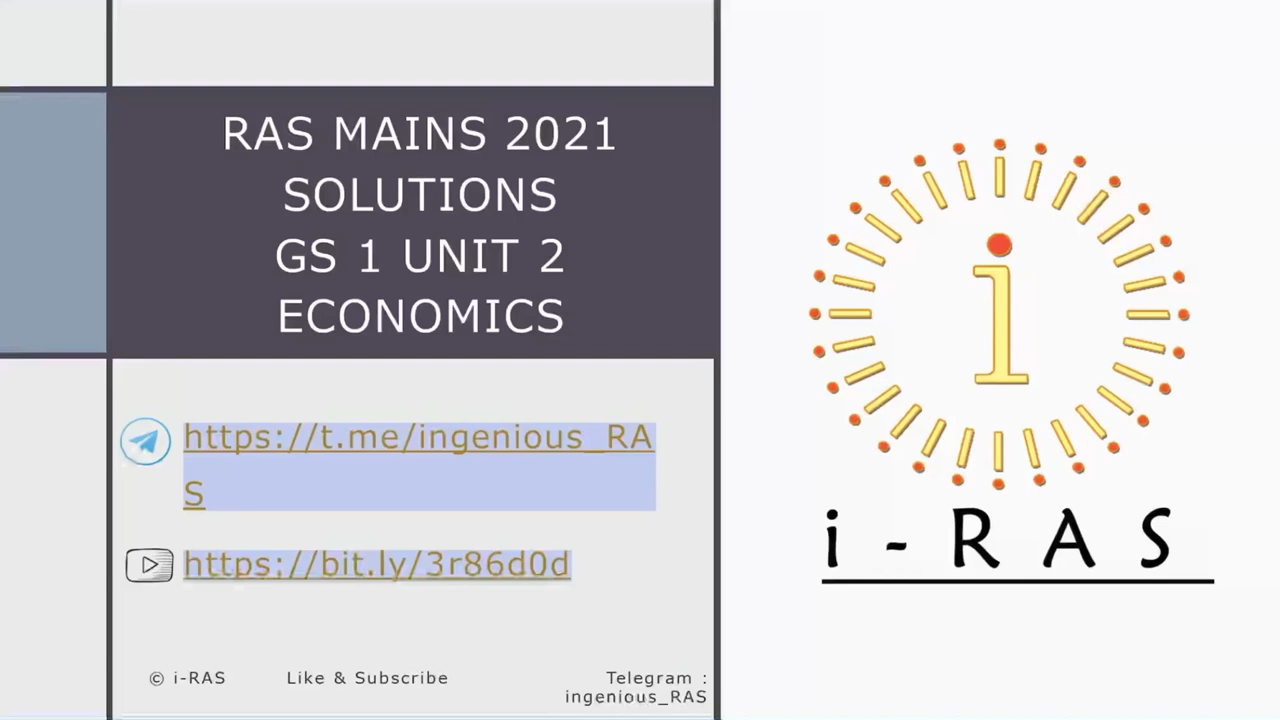 RAS MAINS 2021
SOLUTIONS
GS 1 UNIT 2
ECONOMICS
https://t.me/ingenious_RA
S
https://bit.ly/3r86d0d
© i-RAS Like & Subscribe Telegram :
ingenious_RAS
i
i - R A S